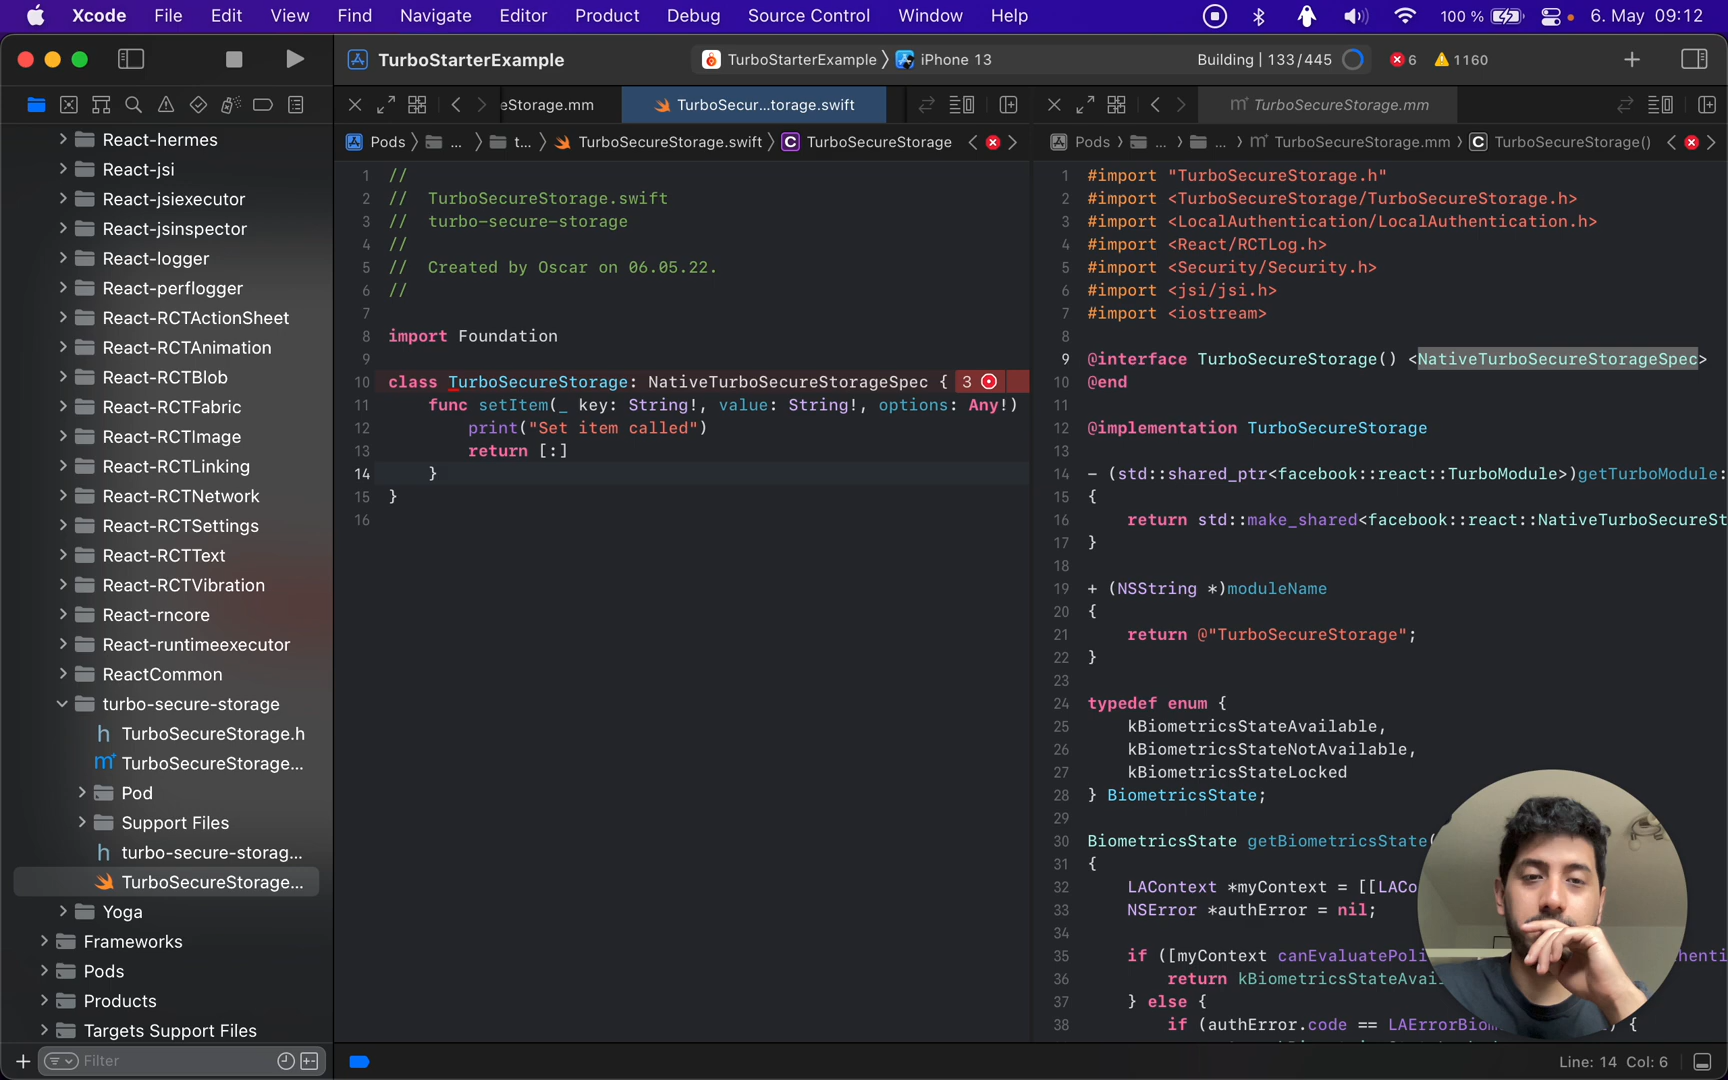 Xcode File Edit View Find Navigate Editor Product Debug Source Control Window Help 100 % 6. May 09:12
TurboStarterExample TurboStarterExample 〉 iPhone 13 Building | 133/445 6 1160
eStorage.mm TurboSecur...torage.swift TurboSecureStorage.mm
Pods 〉 ... 〉 t... 〉 TurboSecureStorage.swift 〉 C TurboSecureStorage
Pods 〉 ... 〉 ... 〉 TurboSecureStorage.mm 〉 C TurboSecureStorage()
React-hermes
React-jsi
React-jsiexecutor
React-jsinspector
React-logger
React-perflogger
React-RCTActionSheet
React-RCTAnimation
React-RCTBlob
React-RCTFabric
React-RCTImage
React-RCTLinking
React-RCTNetwork
React-RCTSettings
React-RCTText
React-RCTVibration
React-rncore
React-runtimeexecutor
ReactCommon
turbo-secure-storage
h TurboSecureStorage.h
m TurboSecureStorage...
Pod
Support Files
h turbo-secure-storag...
TurboSecureStorage...
Yoga
Frameworks
Pods
Products
Targets Support Files
Filter
1 //
2 //  TurboSecureStorage.swift
3 //  turbo-secure-storage
4 //
5 //  Created by Oscar on 06.05.22.
6 //
7
8 import Foundation
9
10 class TurboSecureStorage: NativeTurboSecureStorageSpec { 3
11     func setItem(_ key: String!, value: String!, options: Any!)
12         print("Set item called")
13         return [:]
14     }
15 }
16
1 #import "TurboSecureStorage.h"
2 #import <TurboSecureStorage/TurboSecureStorage.h>
3 #import <LocalAuthentication/LocalAuthentication.h>
4 #import <React/RCTLog.h>
5 #import <Security/Security.h>
6 #import <jsi/jsi.h>
7 #import <iostream>
8
9 @interface TurboSecureStorage() <NativeTurboSecureStorageSpec>
10 @end
11
12 @implementation TurboSecureStorage
13
14 - (std::shared_ptr<facebook::react::TurboModule>)getTurboModule:
15 {
16     return std::make_shared<facebook::react::NativeTurboSecureSt
17 }
18
19 + (NSString *)moduleName
20 {
21     return @"TurboSecureStorage";
22 }
23
24 typedef enum {
25     kBiometricsStateAvailable,
26     kBiometricsStateNotAvailable,
27     kBiometricsStateLocked
28 } BiometricsState;
29
30 BiometricsState getBiometricsState(
31 {
32     LAContext *myContext = [[LACo
33     NSError *authError = nil;
34
35     if ([myContext canEvaluatePoli henti
36         return kBiometricsStateAvai
37     } else {
38         if (authError.code == LAErrorBiom {
Line: 14 Col: 6